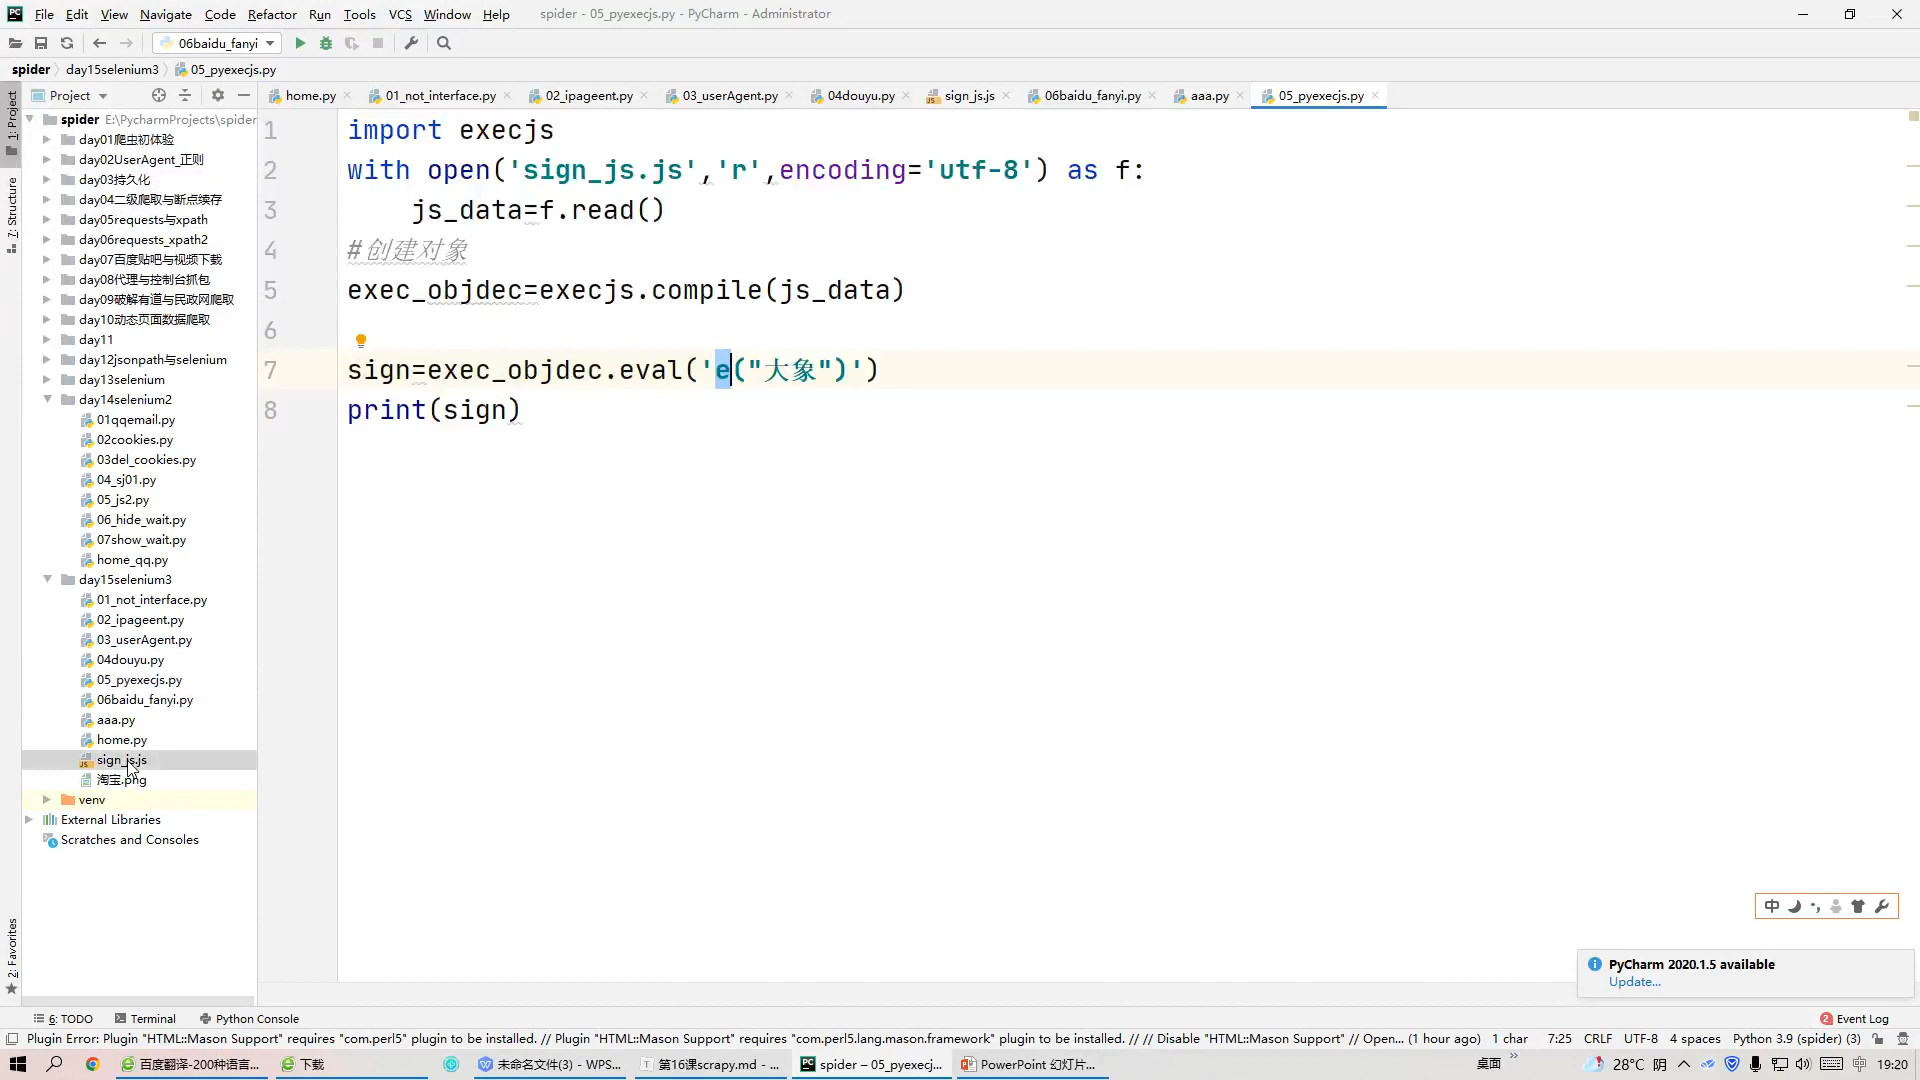 File Edit View Navigate Code Refactor Run Tools VCS Window Help spider - 05_pyexecjs.py - PyCharm - Administrator
06baidu_fanyi
spider day15selenium3 05_pyexecjs.py
Project home.py 01_not_interface.py 02_ipageent.py 03_userAgent.py 04douyu.py sign_js.js 06baidu_fanyi.py aaa.py 05_pyexecjs.py
1: Project
7: Structure
2: Favorites
spider E:\PycharmProjects\spider
day01爬虫初体验
day02UserAgent_正则
day03持久化
day04二级爬取与断点续存
day05requests与xpath
day06requests_xpath2
day07百度贴吧与视频下载
day08代理与控制台抓包
day09破解有道与民政网爬取
day10动态页面数据爬取
day11
day12jsonpath与selenium
day13selenium
day14selenium2
01qqemail.py
02cookies.py
03del_cookies.py
04_sj01.py
05_js2.py
06_hide_wait.py
07show_wait.py
home_qq.py
day15selenium3
01_not_interface.py
02_ipageent.py
03_userAgent.py
04douyu.py
05_pyexecjs.py
06baidu_fanyi.py
aaa.py
home.py
sign_js.js
淘宝.png
venv
External Libraries
Scratches and Consoles
1 import execjs
2 with open('sign_js.js','r',encoding='utf-8') as f:
3 js_data=f.read()
4 #创建对象
5 exec_objdec=execjs.compile(js_data)
6
7 sign=exec_objdec.eval('e("大象")')
8 print(sign)
中
PyCharm 2020.1.5 available
Update...
6: TODO Terminal Python Console 2 Event Log
Plugin Error: Plugin "HTML::Mason Support" requires "com.perl5" plugin to be installed. // Plugin "HTML::Mason Support" requires "com.perl5.lang.mason.framework" plugin to be installed. // // Disable "HTML::Mason Support" // Open... (1 hour ago) 1 char 7:25 CRLF UTF-8 4 spaces Python 3.9 (spider) (3)
百度翻译-200种语言... 下载 未命名文件(3) - WPS... 第16课scrapy.md - ... spider – 05_pyexecj... PowerPoint 幻灯片... 桌面 28°C 阴 中 19:20